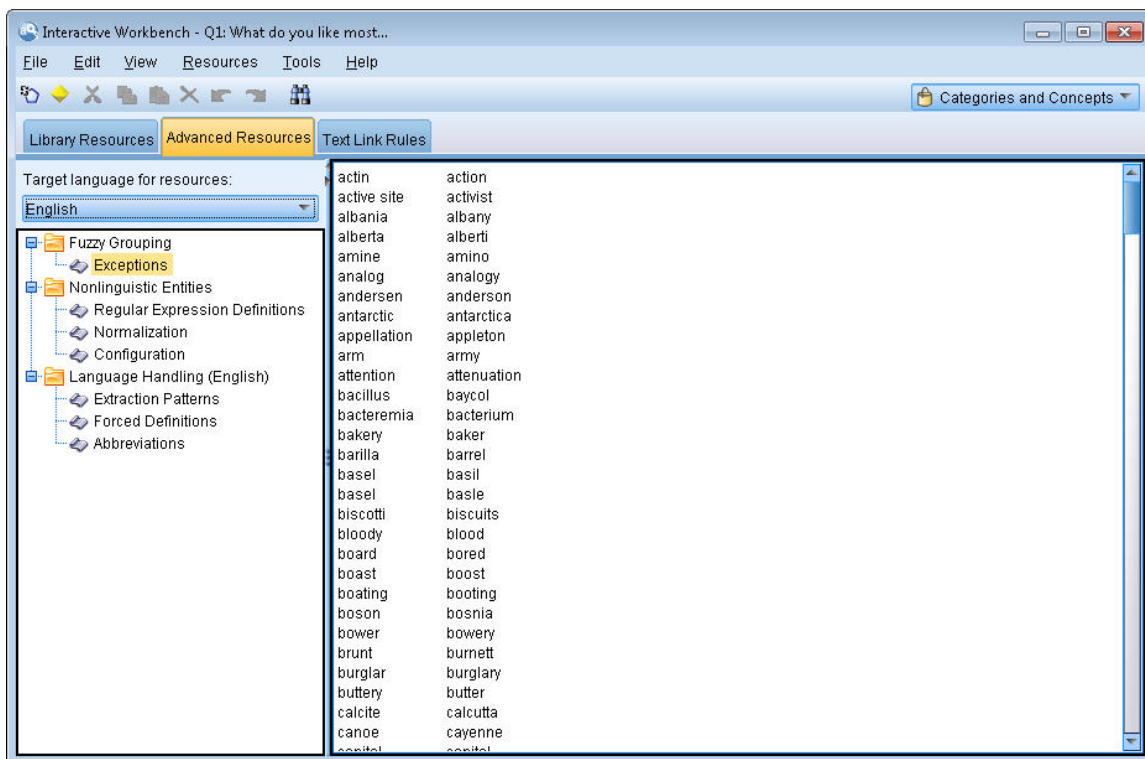 Interactive Workbench - Q1: What do you like most...
File Edit View Resources Tools Help
Categories and Concepts
Library Resources Advanced Resources Text Link Rules
Target language for resources:
English
Fuzzy Grouping
Exceptions
Nonlinguistic Entities
Regular Expression Definitions
Normalization
Configuration
Language Handling (English)
Extraction Patterns
Forced Definitions
Abbreviations
actin action
active site activist
albania albany
alberta alberti
amine amino
analog analogy
andersen anderson
antarctic antarctica
appellation appleton
arm army
attention attenuation
bacillus baycol
bacteremia bacterium
bakery baker
barilla barrel
basel basil
basel basle
biscotti biscuits
bloody blood
board bored
boast boost
boating booting
boson bosnia
bower bowery
brunt burnett
burglar burglary
buttery butter
calcite calcutta
canoe cayenne